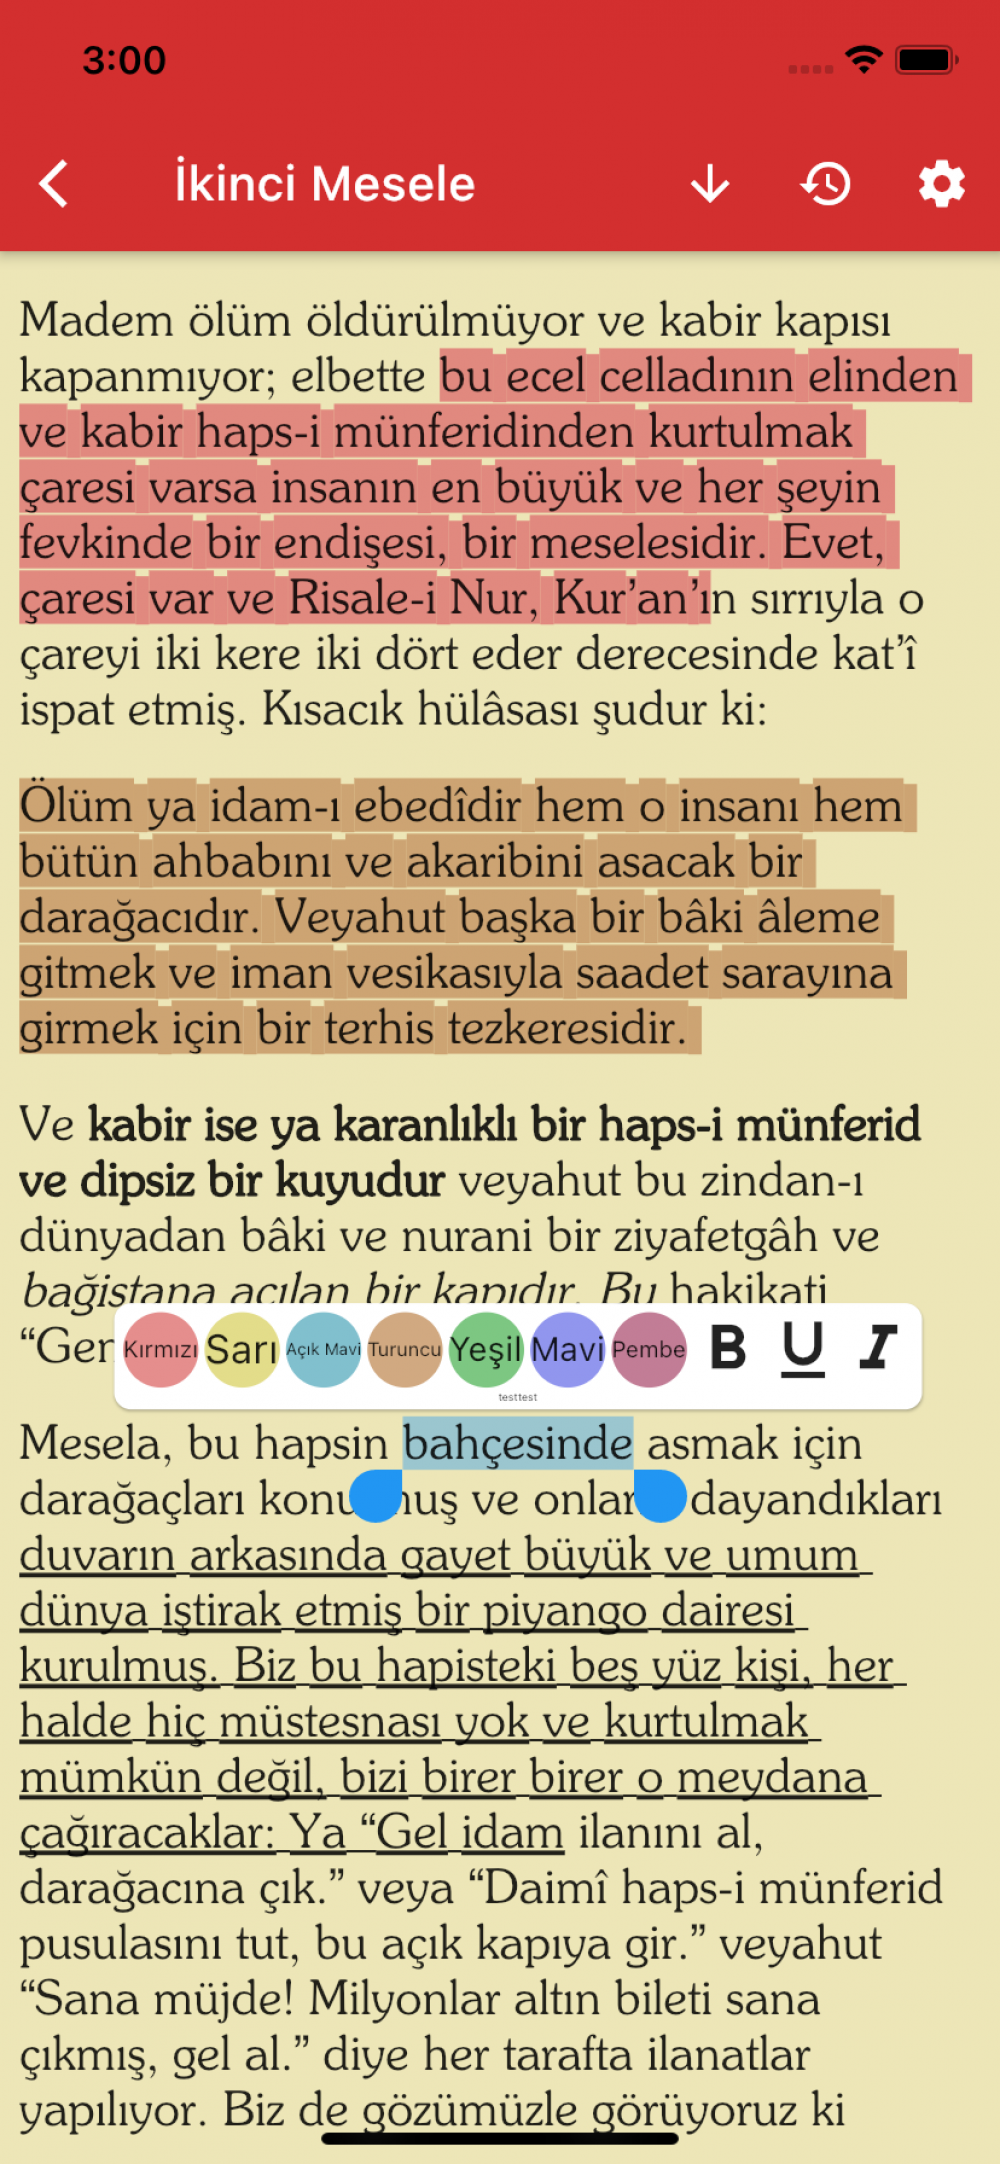 3:00
İkinci Mesele
Madem ölüm öldürülmüyor ve kabir kapısı
kapanmıyor; elbette bu ecel celladının elinden
ve kabir haps-i münferidinden kurtulmak
çaresi varsa insanın en büyük ve her şeyin
fevkinde bir endişesi, bir meselesidir. Evet,
çaresi var ve Risale-i Nur, Kur’an’ın sırrıyla o
çareyi iki kere iki dört eder derecesinde kat’î
ispat etmiş. Kısacık hülâsası şudur ki:
Ölüm ya idam-ı ebedîdir hem o insanı hem
bütün ahbabını ve akaribini asacak bir
darağacıdır. Veyahut başka bir bâki âleme
gitmek ve iman vesikasıyla saadet sarayına
girmek için bir terhis tezkeresidir.
Ve kabir ise ya karanlıklı bir haps-i münferid
ve dipsiz bir kuyudur veyahut bu zindan-ı
dünyadan bâki ve nurani bir ziyafetgâh ve
bağistana açılan bir kapıdır. Bu hakikati
Kırmızı Sarı Açık Mavi Turuncu Yeşil Mavi Pembe B U I
testtest
Mesela, bu hapsin bahçesinde asmak için
darağaçları ve dayandıkları
duvarın arkasında gayet büyük ve umum
dünya iştirak etmiş bir piyango dairesi
kurulmuş. Biz bu hapisteki beş yüz kişi, her
halde hiç müstesnası yok ve kurtulmak
mümkün değil, bizi birer birer o meydana
çağıracaklar: Ya “Gel idam ilanını al,
darağacına çık.” veya “Daimî haps-i münferid
pusulasını tut, bu açık kapıya gir.” veyahut
“Sana müjde! Milyonlar altın bileti sana
çıkmış, gel al.” diye her tarafta ilanatlar
yapılıyor. Biz de gözümüzle görüyoruz ki